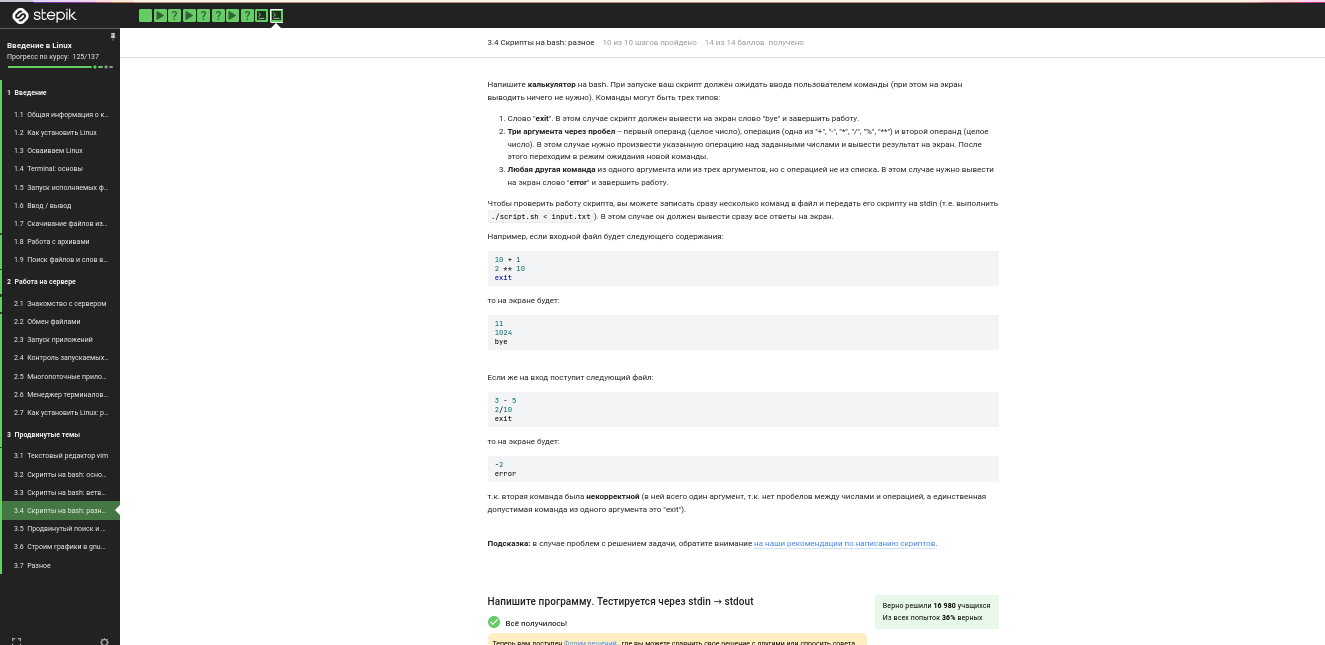 stepik
Введение в Linux
Прогресс по курсу: 125/137
1 Введение
1.1 Общая информация о к...
1.2 Как установить Linux
1.3 Осваиваем Linux
1.4 Terminal: основы
1.5 Запуск исполняемых ф...
1.6 Ввод / вывод
1.7 Скачивание файлов из...
1.8 Работа с архивами
1.9 Поиск файлов и слов в...
2 Работа на сервере
2.1 Знакомство с сервером
2.2 Обмен файлами
2.3 Запуск приложений
2.4 Контроль запускаемых...
2.5 Многопоточные прило...
2.6 Менеджер терминалов...
2.7 Как установить Linux: р...
3 Продвинутые темы
3.1 Текстовый редактор vim
3.2 Скрипты на bash: осно...
3.3 Скрипты на bash: ветв...
3.4 Скрипты на bash: разн...
3.5 Продвинутый поиск и ...
3.6 Строим графики в gnu...
3.7 Разное
3.4 Скрипты на bash: разное 10 из 10 шагов пройдено 14 из 14 баллов получено
Напишите калькулятор на bash. При запуске ваш скрипт должен ожидать ввода пользователем команды (при этом на экран
выводить ничего не нужно). Команды могут быть трех типов:
1. Слово "exit". В этом случае скрипт должен вывести на экран слово "bye" и завершить работу.
2. Три аргумента через пробел – первый операнд (целое число), операция (одна из "+", "-", "*", "/", "%", "**") и второй операнд (целое
число). В этом случае нужно произвести указанную операцию над заданными числами и вывести результат на экран. После
этого переходим в режим ожидания новой команды.
3. Любая другая команда из одного аргумента или из трех аргументов, но с операцией не из списка. В этом случае нужно вывести
на экран слово "error" и завершить работу.
Чтобы проверить работу скрипта, вы можете записать сразу несколько команд в файл и передать его скрипту на stdin (т.е. выполнить
./script.sh < input.txt ). В этом случае он должен вывести сразу все ответы на экран.
Например, если входной файл будет следующего содержания:
10 + 1
2 ** 10
exit
то на экране будет:
11
1024
bye
Если же на вход поступит следующий файл:
3 - 5
2/10
exit
то на экране будет:
-2
error
т.к. вторая команда была некорректной (в ней всего один аргумент, т.к. нет пробелов между числами и операцией, а единственная
допустимая команда из одного аргумента это "exit").
Подсказка: в случае проблем с решением задачи, обратите внимание на наши рекомендации по написанию скриптов.
Напишите программу. Тестируется через stdin → stdout
Верно решили 16 980 учащихся
Из всех попыток 36% верных
Всё получилось!
Теперь вам доступен Форум решений, где вы можете сравнить свое решение с другими или спросить совета.